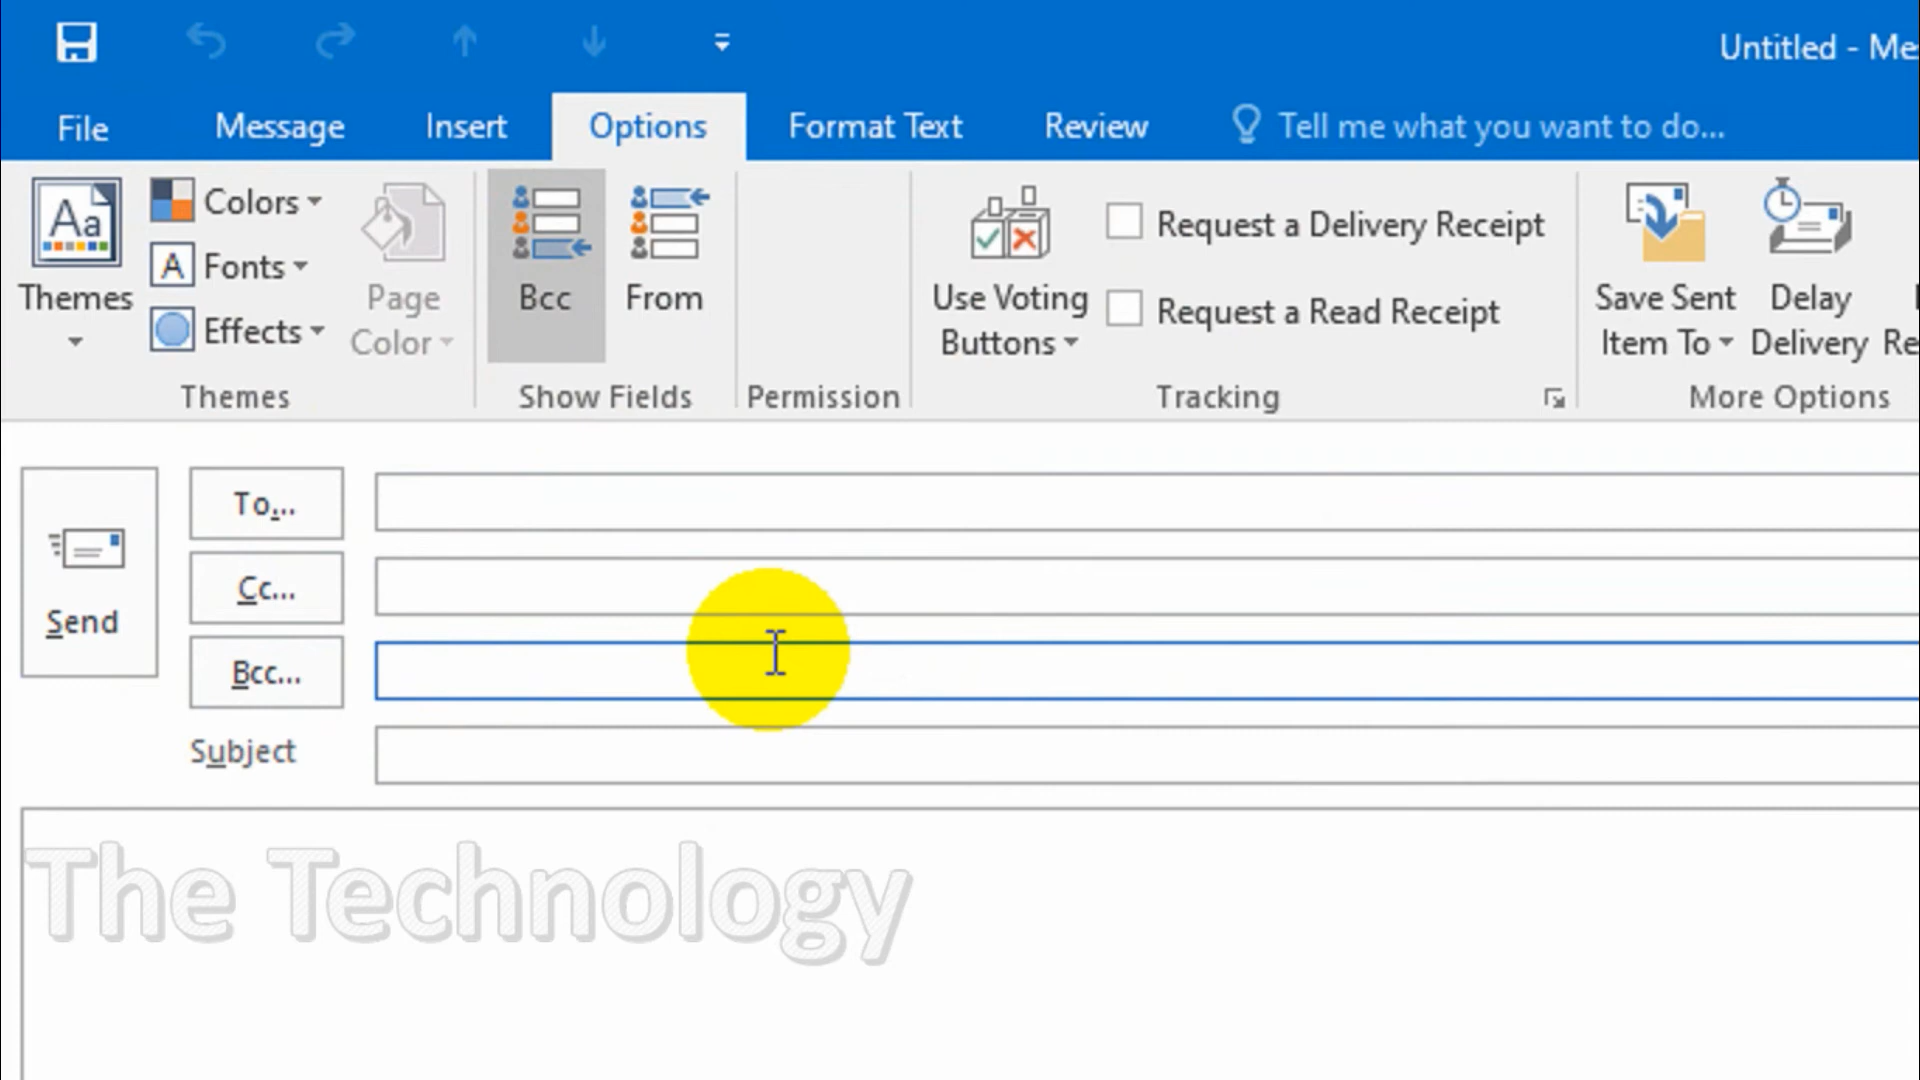 Untitled - Me
File Message Insert Options Format Text Review Tell me what you want to do...
Aa Themes
Colors
A Fonts
Effects
Page Color
Themes
Bcc From
Show Fields
Permission
Use Voting Buttons
Request a Delivery Receipt
Request a Read Receipt
Tracking
Save Sent Item To
Delay Delivery
Re
More Options
Send
To...
Cc...
Bcc...
Subject
The Technology